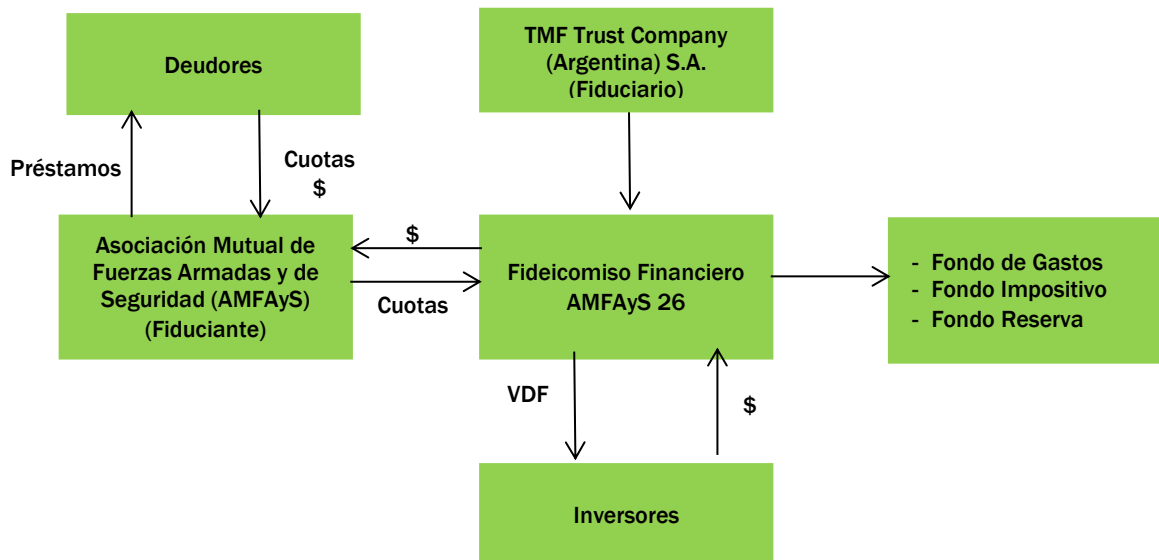 Deudores
TMF Trust Company
(Argentina) S.A.
(Fiduciario)
Préstamos
Cuotas
$
Asociación Mutual de
Fuerzas Armadas y de
Seguridad (AMFAyS)
(Fiduciante)
$
Cuotas
Fideicomiso Financiero
AMFAyS 26
- Fondo de Gastos
- Fondo Impositivo
- Fondo Reserva
VDF
$
Inversores